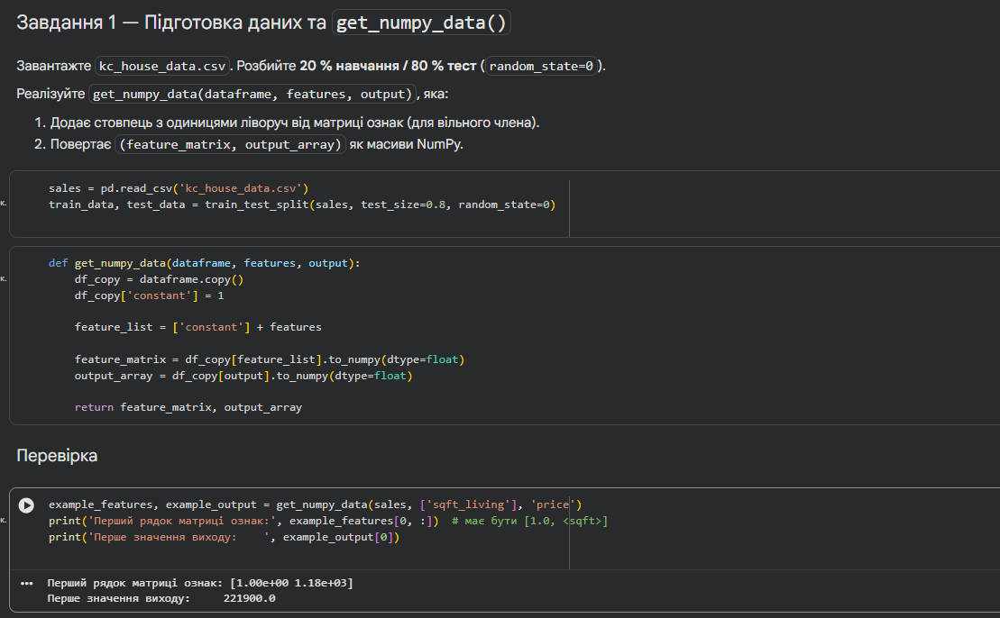 Завдання 1 — Підготовка даних та get_numpy_data()
Завантажте kc_house_data.csv. Розбийте 20 % навчання / 80 % тест (random_state=0).
Реалізуйте get_numpy_data(dataframe, features, output), яка:
1. Додає стовпець з одиницями ліворуч від матриці ознак (для вільного члена).
2. Повертає (feature_matrix, output_array) як масиви NumPy.
к.
sales = pd.read_csv('kc_house_data.csv')
train_data, test_data = train_test_split(sales, test_size=0.8, random_state=0)
к.
def get_numpy_data(dataframe, features, output):
    df_copy = dataframe.copy()
    df_copy['constant'] = 1
    feature_list = ['constant'] + features
    feature_matrix = df_copy[feature_list].to_numpy(dtype=float)
    output_array = df_copy[output].to_numpy(dtype=float)
    return feature_matrix, output_array
Перевірка
к.
example_features, example_output = get_numpy_data(sales, ['sqft_living'], 'price')
print('Перший рядок матриці ознак:', example_features[0, :])  # має бути [1.0, <sqft>]
print('Перше значення виходу:    ', example_output[0])
Перший рядок матриці ознак: [1.00e+00 1.18e+03]
Перше значення виходу:     221900.0